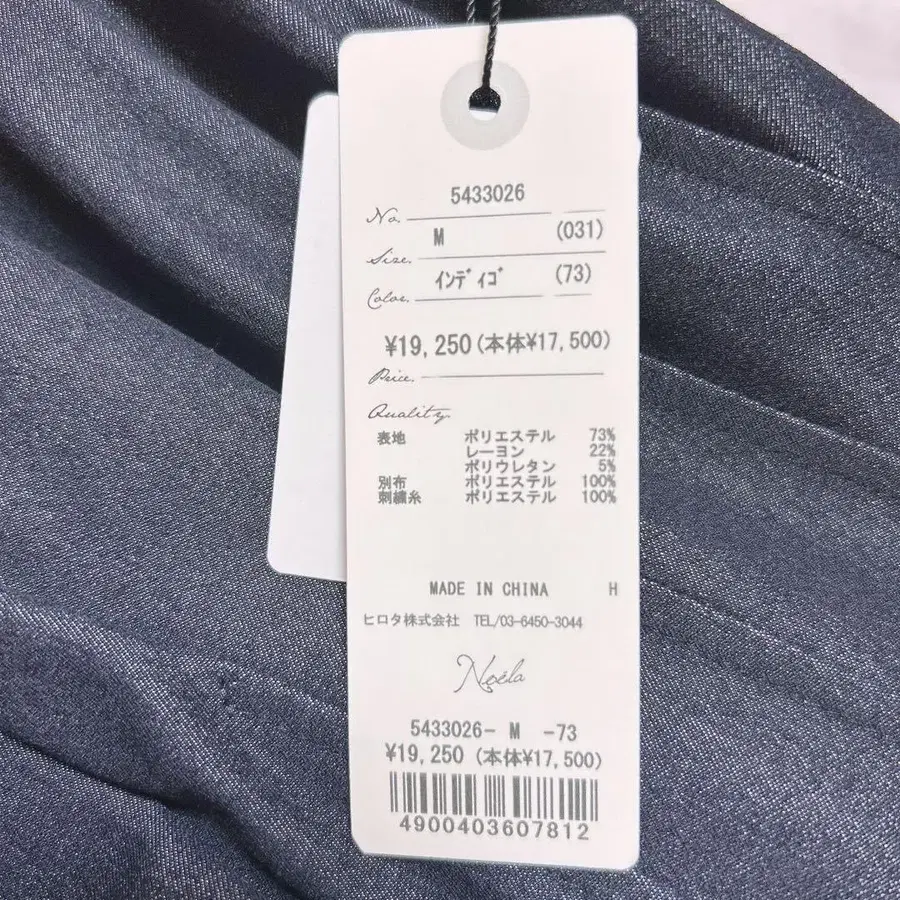 5433026
No.
M (031)
Size.
ｲﾝﾃﾞｨｺﾞ (73)
Color.
¥19,250(本体¥17,500)
Price.
Quality.
表地 ポリエステル 73%
レーヨン 22%
ポリウレタン 5%
別布 ポリエステル 100%
刺繍糸 ポリエステル 100%
MADE IN CHINA H
ヒロタ株式会社 TEL/03-6450-3044
Noëla
5433026- M -73
¥19,250(本体¥17,500)
4900403607812